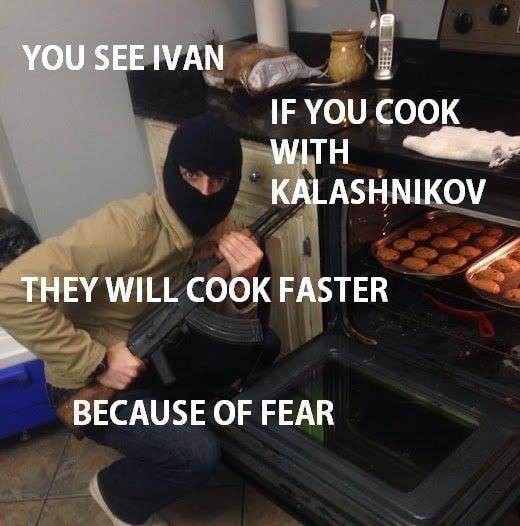 YOU SEE IVAN
IF YOU COOK
WITH
KALASHNIKOV
THEY WILL COOK FASTER
BECAUSE OF FEAR